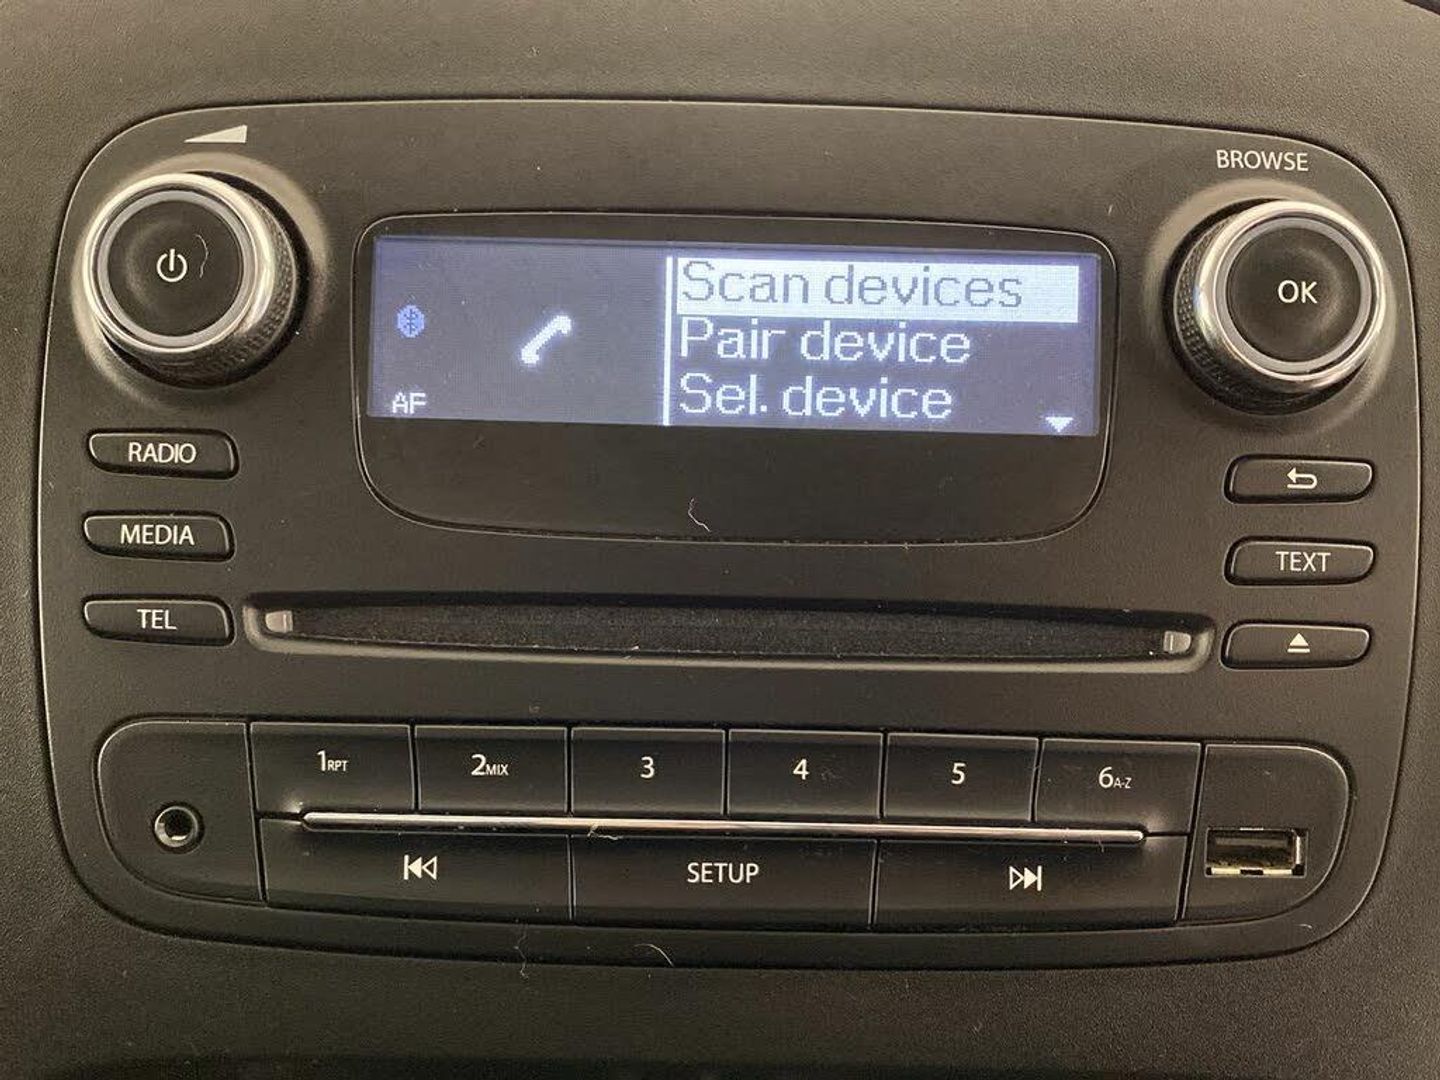 BROWSE
OK
Scan devices
Pair device
Sel. device
AF
RADIO
MEDIA
TEXT
TEL
1RPT
2MIX
3
4
5
6A-Z
SETUP